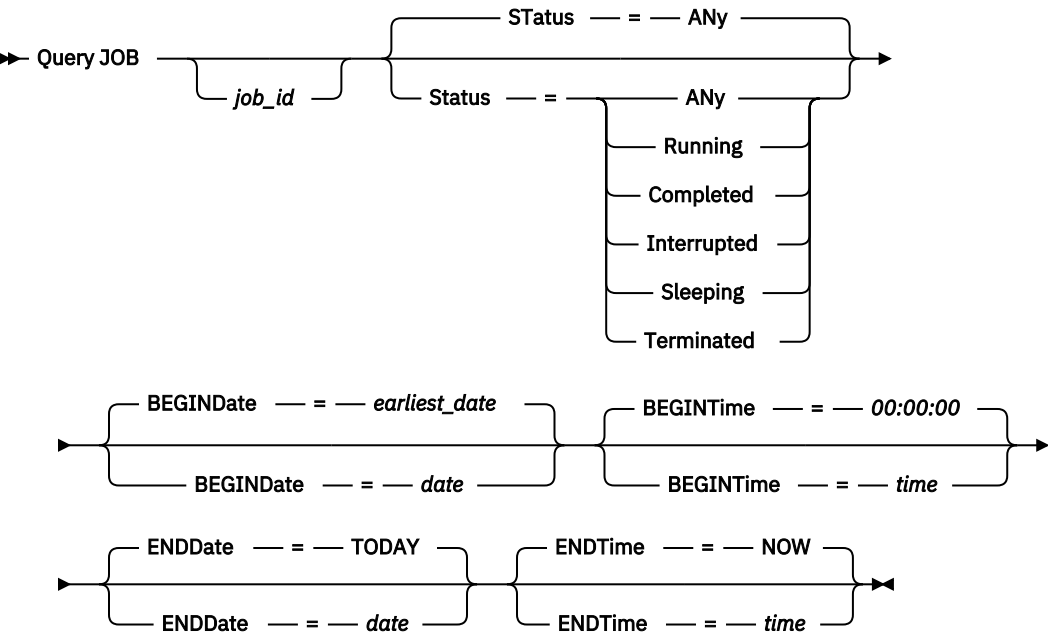 STatus = ANy
Query JOB
job_id
Status = ANy
Running
Completed
Interrupted
Sleeping
Terminated
BEGINDate = earliest_date BEGINTime = 00:00:00
BEGINDate = date BEGINTime = time
ENDDate = TODAY ENDTime = NOW
ENDDate = date ENDTime = time